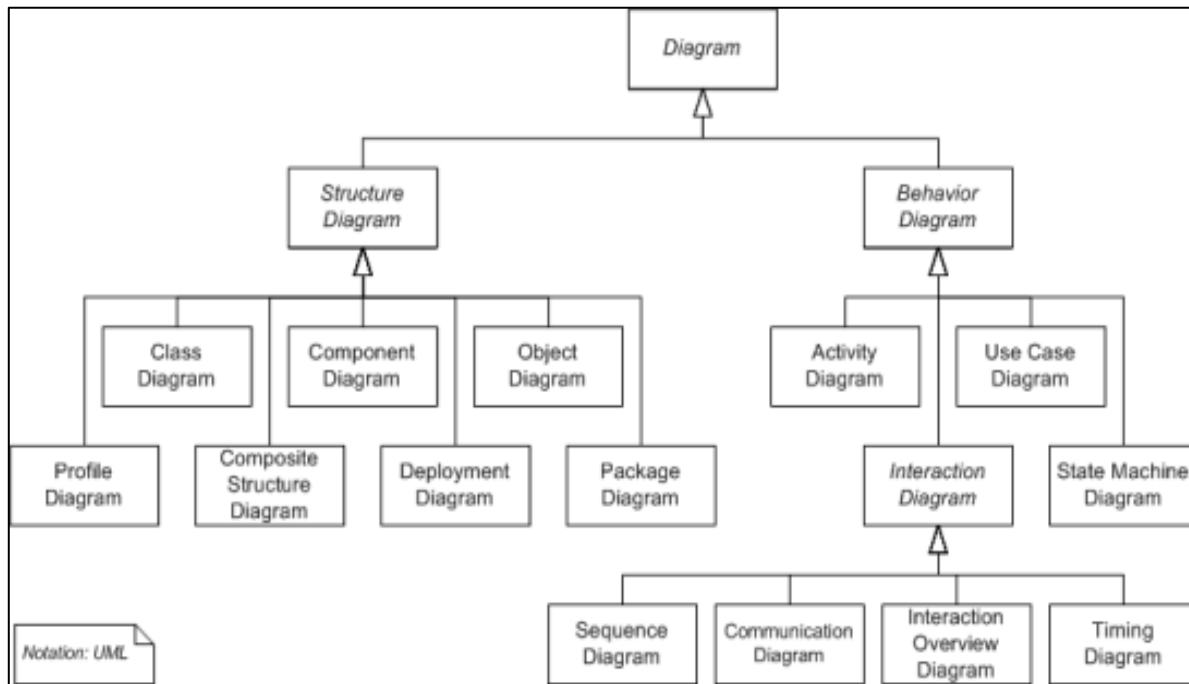 Diagram
Structure
Diagram
Behavior
Diagram
Class
Diagram
Component
Diagram
Object
Diagram
Activity
Diagram
Use Case
Diagram
Profile
Diagram
Composite
Structure
Diagram
Deployment
Diagram
Package
Diagram
Interaction
Diagram
State Machine
Diagram
Sequence
Diagram
Communication
Diagram
Interaction
Overview
Diagram
Timing
Diagram
Notation: UML